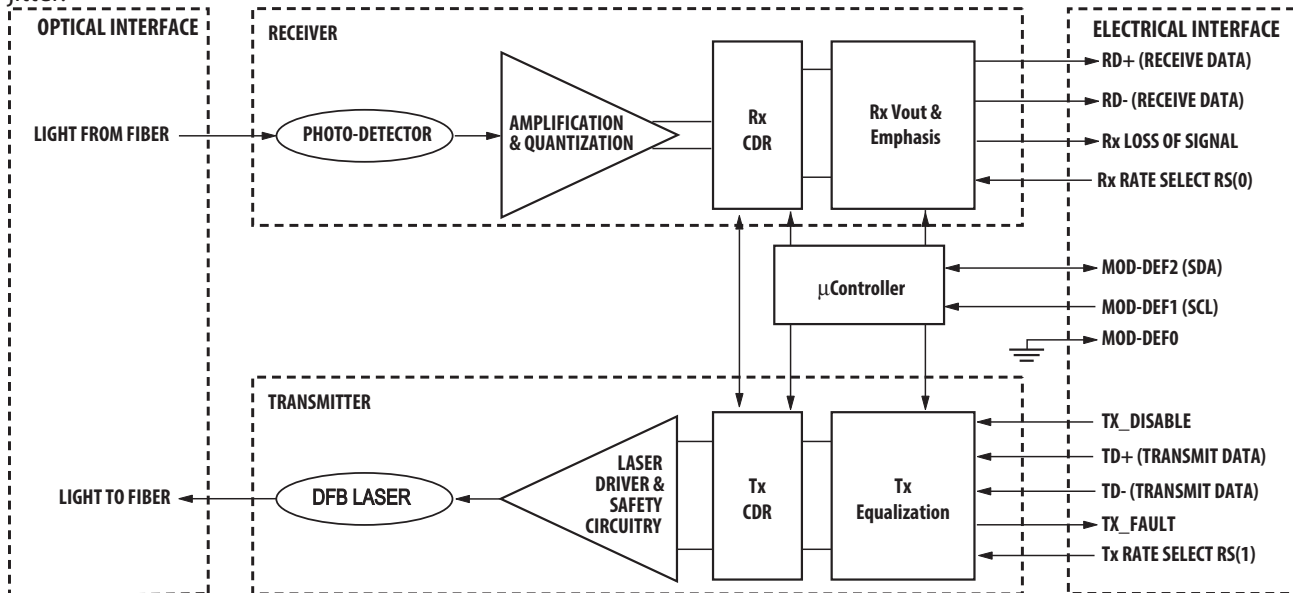 OPTICAL INTERFACE
RECEIVER
ELECTRICAL INTERFACE
RD+ (RECEIVE DATA)
RD- (RECEIVE DATA)
Rx LOSS OF SIGNAL
Rx RATE SELECT RS(0)
LIGHT FROM FIBER
PHOTO-DETECTOR
AMPLIFICATION
& QUANTIZATION
Rx
CDR
Rx Vout &
Emphasis
µController
MOD-DEF2 (SDA)
MOD-DEF1 (SCL)
MOD-DEF0
TRANSMITTER
LIGHT TO FIBER
DFB LASER
LASER
DRIVER &
SAFETY
CIRCUITRY
Tx
CDR
Tx
Equalization
TX_DISABLE
TD+ (TRANSMIT DATA)
TD- (TRANSMIT DATA)
TX_FAULT
Tx RATE SELECT RS(1)